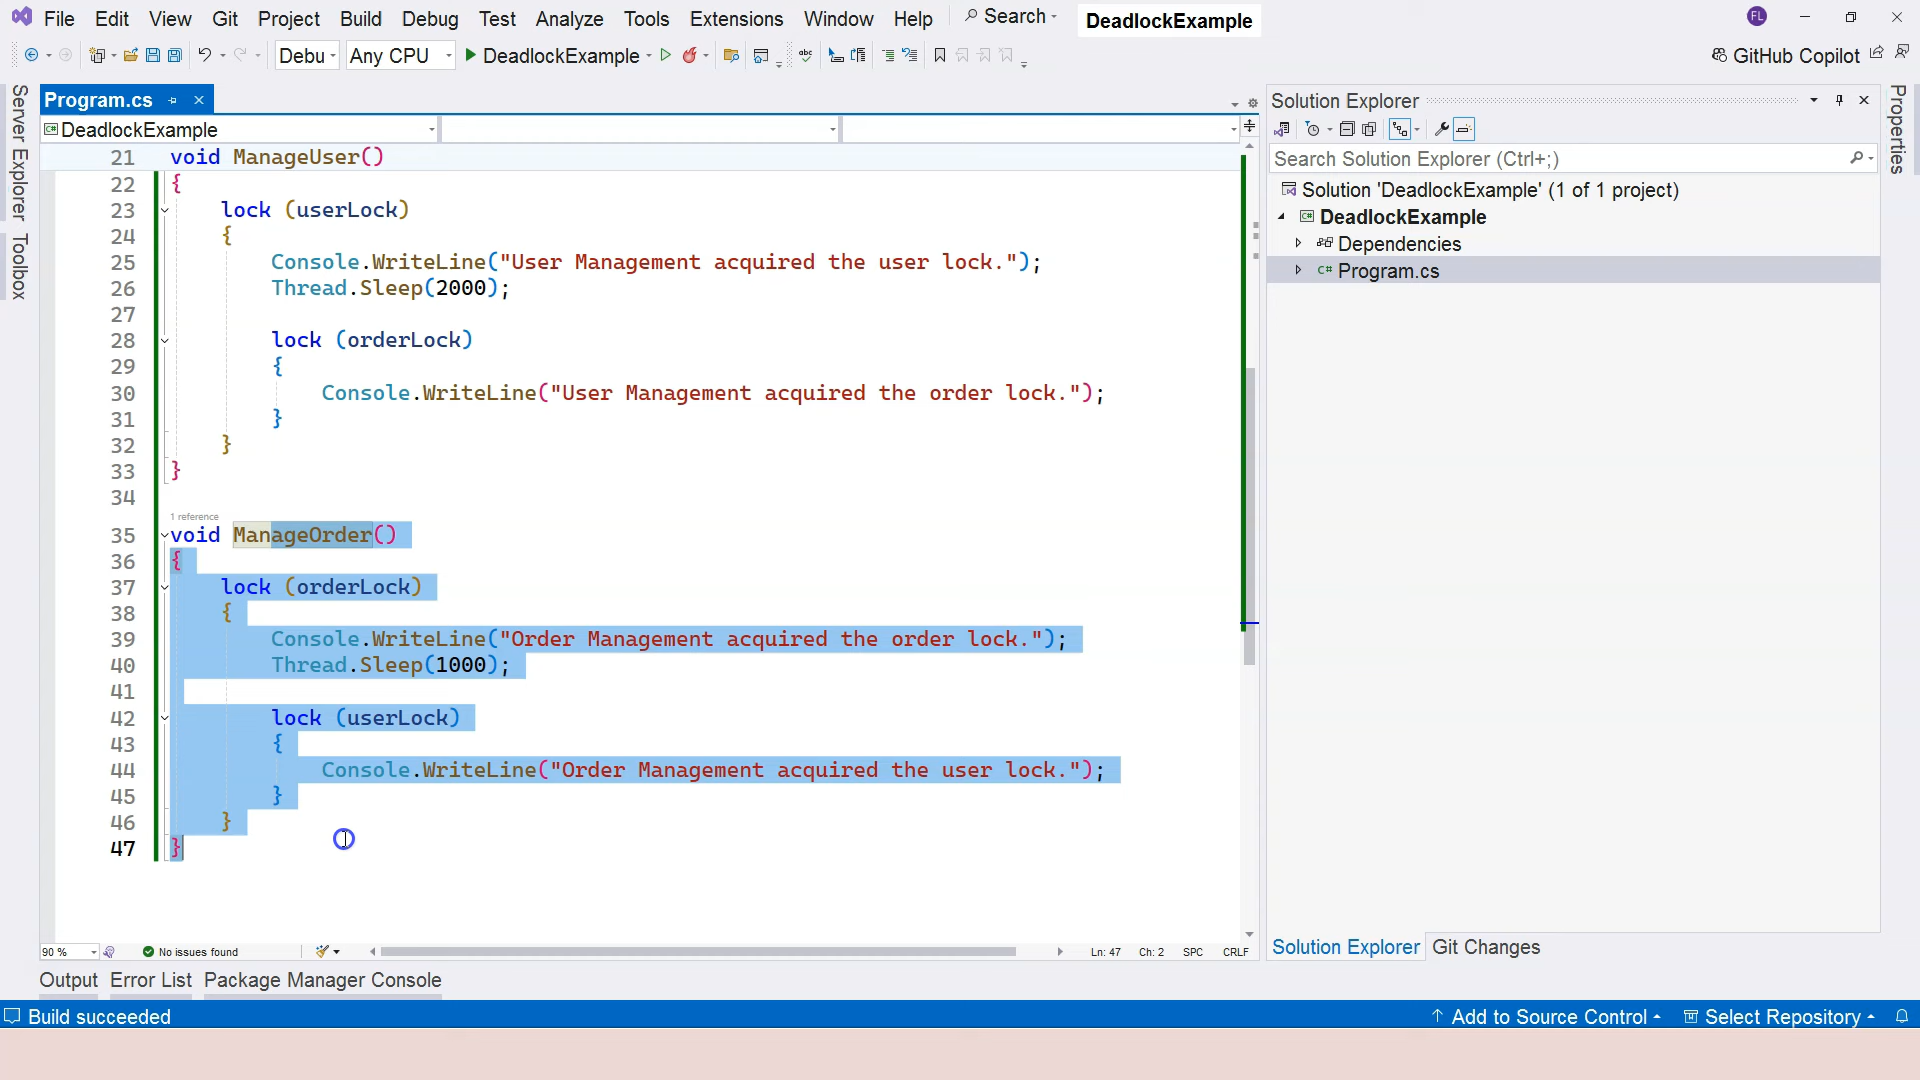 File Edit View Git Project Build Debug Test Analyze Tools Extensions Window Help Search DeadlockExample FL
Debu Any CPU DeadlockExample abc GitHub Copilot
Server Explorer
Toolbox
Program.cs
DeadlockExample
21 void ManageUser()
22 {
23 lock (userLock)
24 {
25 Console.WriteLine("User Management acquired the user lock.");
26 Thread.Sleep(2000);
27
28 lock (orderLock)
29 {
30 Console.WriteLine("User Management acquired the order lock.");
31 }
32 }
33 }
34
1 reference
35 void ManageOrder()
36 {
37 lock (orderLock)
38 {
39 Console.WriteLine("Order Management acquired the order lock.");
40 Thread.Sleep(1000);
41
42 lock (userLock)
43 {
44 Console.WriteLine("Order Management acquired the user lock.");
45 }
46 }
47 }
90 % No issues found Ln: 47 Ch: 2 SPC CRLF
Output Error List Package Manager Console
Solution Explorer
Search Solution Explorer (Ctrl+;)
Solution 'DeadlockExample' (1 of 1 project)
C# DeadlockExample
Dependencies
C# Program.cs
Solution Explorer Git Changes
Properties
Build succeeded Add to Source Control Select Repository